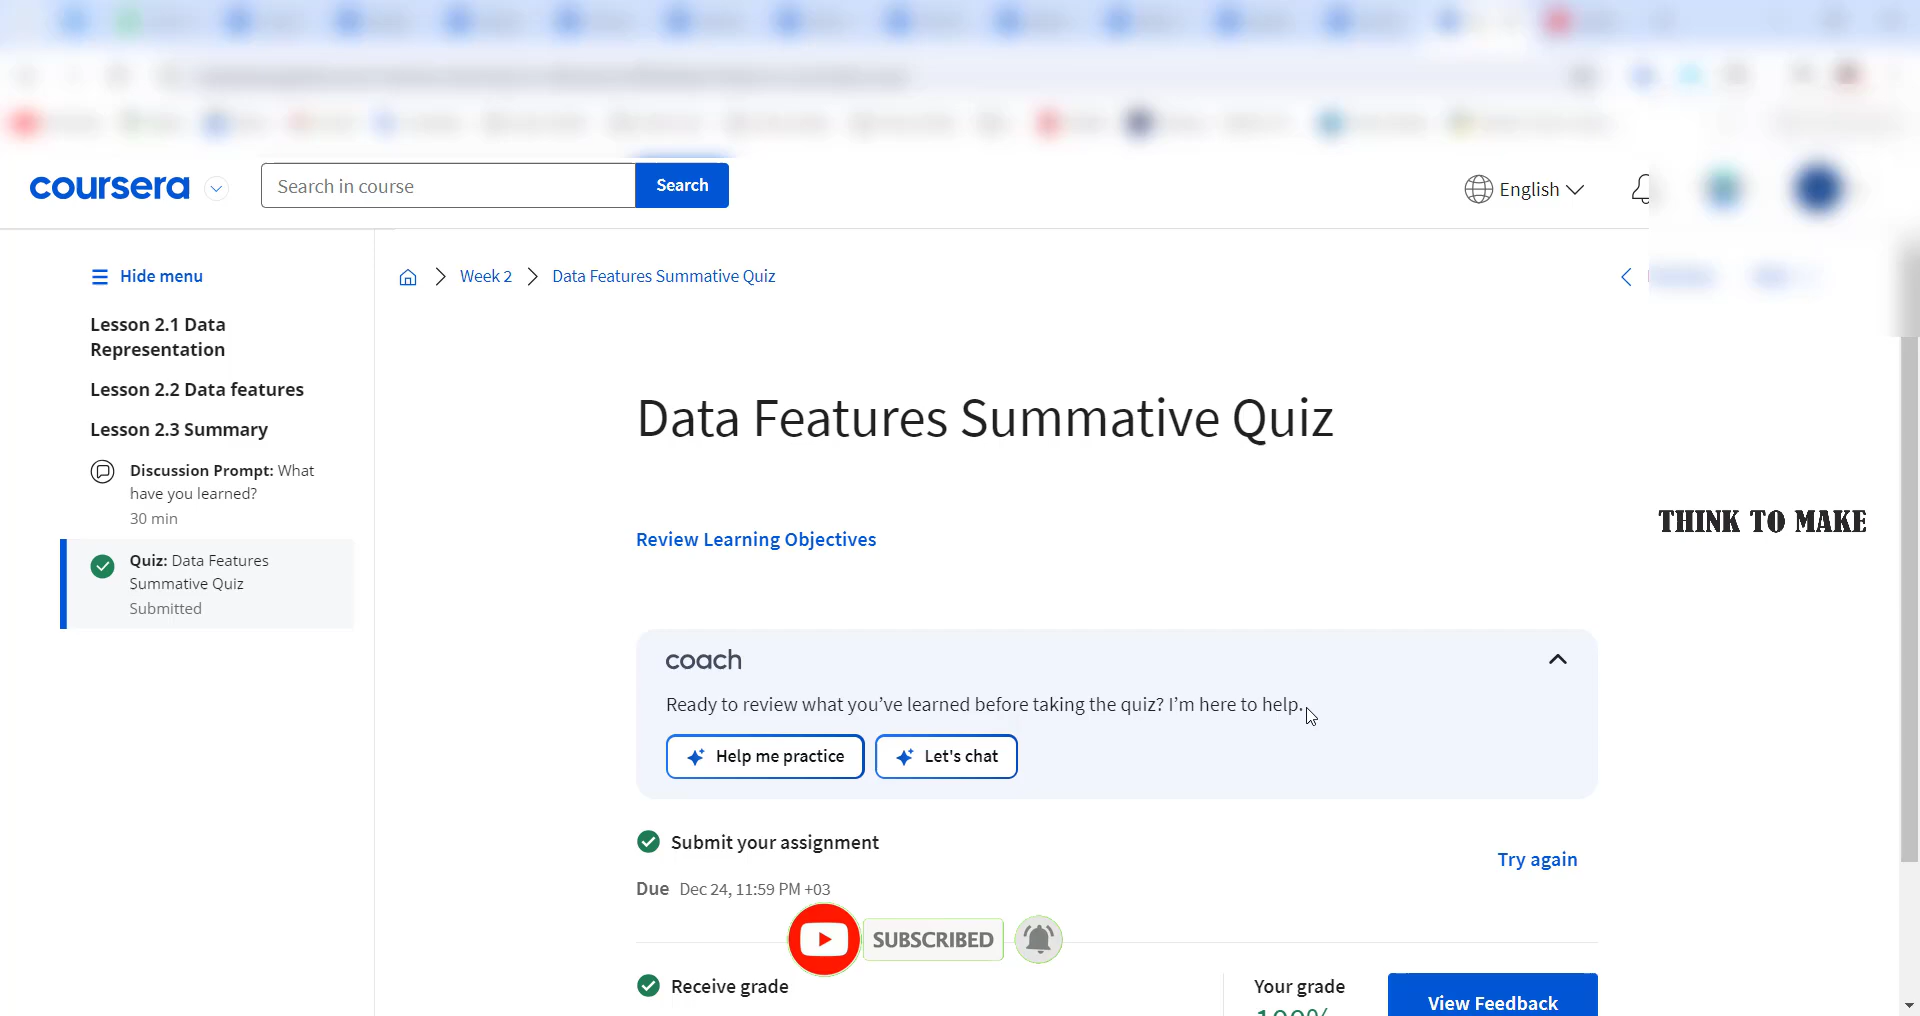 coursera
Search in course
Search
English
Hide menu
Week 2
Data Features Summative Quiz
Lesson 2.1 Data
Representation
Lesson 2.2 Data features
Lesson 2.3 Summary
Discussion Prompt: What
have you learned?
30 min
Quiz: Data Features
Summative Quiz
Submitted
Data Features Summative Quiz
THINK TO MAKE
Review Learning Objectives
coach
Ready to review what you’ve learned before taking the quiz? I’m here to help.
Help me practice
Let's chat
Submit your assignment
Try again
Due Dec 24, 11:59 PM +03
SUBSCRIBED
Receive grade
Your grade
100%
View Feedback